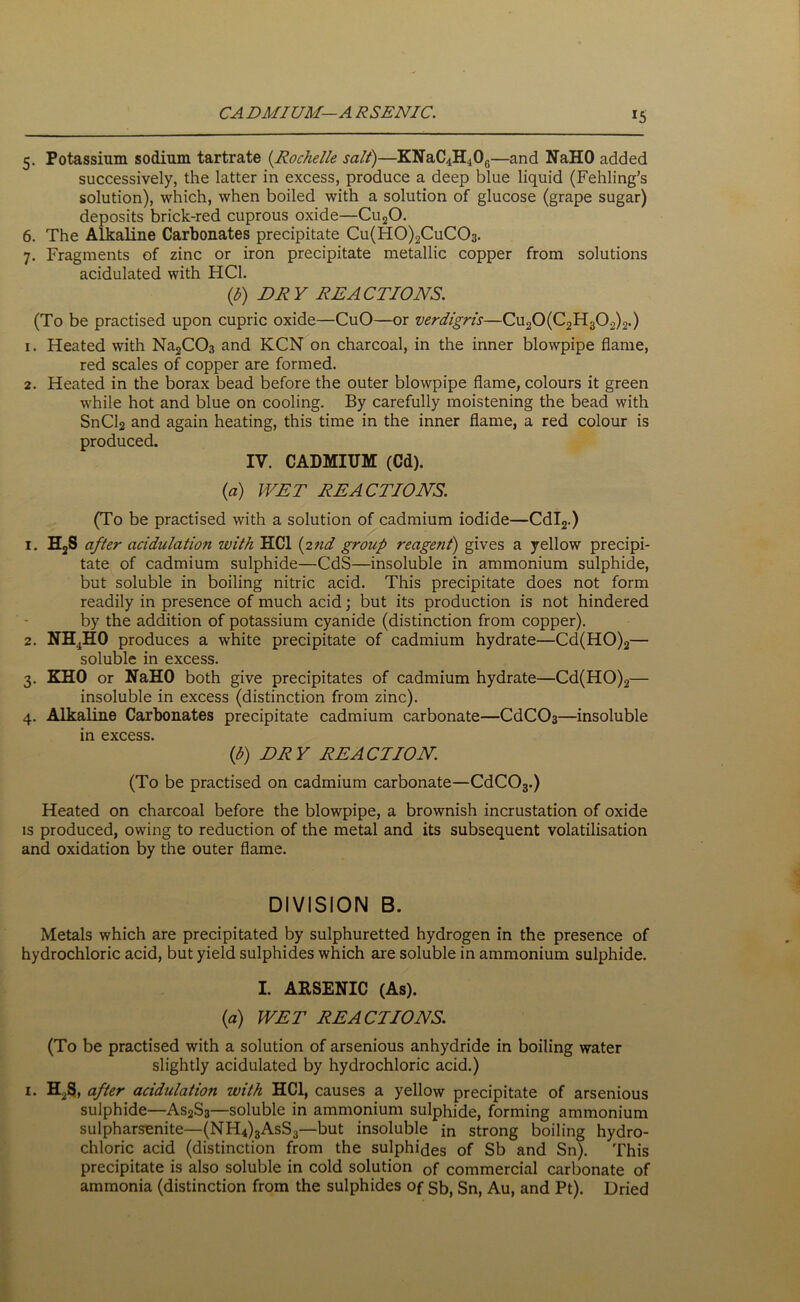 CADMIUM—ARSENIC. 15
5. Potassium sodium tartrate (Rochelle salt)—KNaC₄H₄O₆—and NaHO added
successively, the latter in excess, produce a deep blue liquid (Fehling's
solution), which, when boiled with a solution of glucose (grape sugar)
deposits brick-red cuprous oxide—Cu₂O.
6. The Alkaline Carbonates precipitate Cu(HO)₂CuCO₃.
7. Fragments of zinc or iron precipitate metallic copper from solutions
acidulated with HCl.
(b) DRY REACTIONS.
(To be practised upon cupric oxide—CuO—or verdigris—Cu₂O(C₂H₃O₂)₂.)
1. Heated with Na₂CO₃ and KCN on charcoal, in the inner blowpipe flame,
red scales of copper are formed.
2. Heated in the borax bead before the outer blowpipe flame, colours it green
while hot and blue on cooling. By carefully moistening the bead with
SnCl₂ and again heating, this time in the inner flame, a red colour is
produced.
IV. CADMIUM (Cd).
(a) WET REACTIONS.
(To be practised with a solution of cadmium iodide—CdI₂.)
1. H₂S after acidulation with HCl (2nd group reagent) gives a yellow precipi-
tate of cadmium sulphide—CdS—insoluble in ammonium sulphide,
but soluble in boiling nitric acid. This precipitate does not form
readily in presence of much acid; but its production is not hindered
by the addition of potassium cyanide (distinction from copper).
2. NH₄HO produces a white precipitate of cadmium hydrate—Cd(HO)₂—
soluble in excess.
3. KHO or NaHO both give precipitates of cadmium hydrate—Cd(HO)₂—
insoluble in excess (distinction from zinc).
4. Alkaline Carbonates precipitate cadmium carbonate—CdCO₃—insoluble
in excess.
(b) DRY REACTION.
(To be practised on cadmium carbonate—CdCO₃.)
Heated on charcoal before the blowpipe, a brownish incrustation of oxide
is produced, owing to reduction of the metal and its subsequent volatilisation
and oxidation by the outer flame.
DIVISION B.
Metals which are precipitated by sulphuretted hydrogen in the presence of
hydrochloric acid, but yield sulphides which are soluble in ammonium sulphide.
I. ARSENIC (As).
(a) WET REACTIONS.
(To be practised with a solution of arsenious anhydride in boiling water
slightly acidulated by hydrochloric acid.)
1. H₂S, after acidulation with HCl, causes a yellow precipitate of arsenious
sulphide—As₂S₃—soluble in ammonium sulphide, forming ammonium
sulpharsenite—(NH₄)₃AsS₃—but insoluble in strong boiling hydro-
chloric acid (distinction from the sulphides of Sb and Sn). This
precipitate is also soluble in cold solution of commercial carbonate of
ammonia (distinction from the sulphides of Sb, Sn, Au, and Pt). Dried